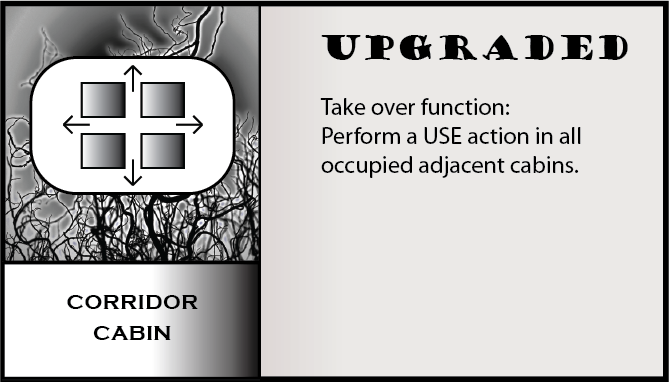 UPGRADED
Take over function:
Perform a USE action in all
occupied adjacent cabins.
CORRIDOR
CABIN